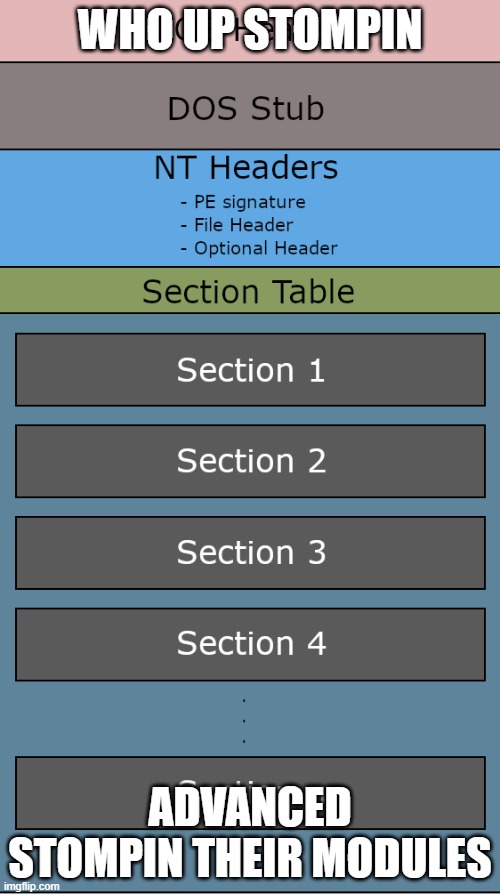 WHO UP STOMPIN
DOS Stub
NT Headers
- PE signature
- File Header
- Optional Header
Section Table
Section 1
Section 2
Section 3
Section 4
.
.
.
ADVANCED
STOMPIN THEIR MODULES
imgflip.com